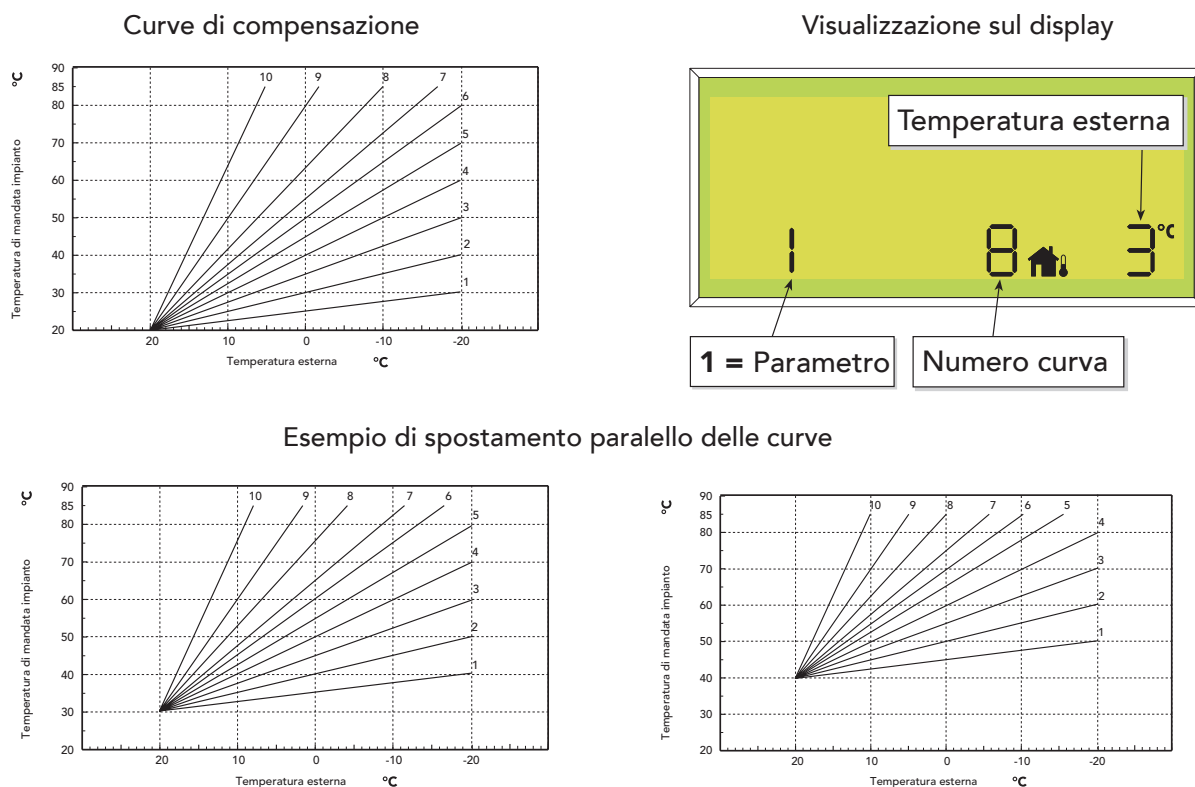 Curve di compensazione
°C
Temperatura di mandata impianto
90
85
80
70
60
50
40
30
20
10 9 8 7
6
5
4
3
2
1
20 10 0 -10 -20
Temperatura esterna °C
Visualizzazione sul display
Temperatura esterna
1 8 3 °C
1 = Parametro
Numero curva
Esempio di spostamento paralello delle curve
°C
Temperatura di mandata impianto
90
85
80
70
60
50
40
30
20
10 9 8 7 6
5
4
3
2
1
20 10 0 -10 -20
Temperatura esterna °C
°C
Temperatura di mandata impianto
90
85
80
70
60
50
40
30
20
10 9 8 7 6 5
4
3
2
1
20 10 0 -10 -20
Temperatura esterna °C